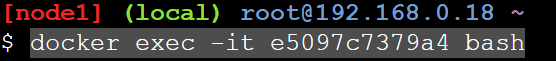 [node1] (local) root@192.168.0.18 ~
$ docker exec -it e5097c7379a4 bash